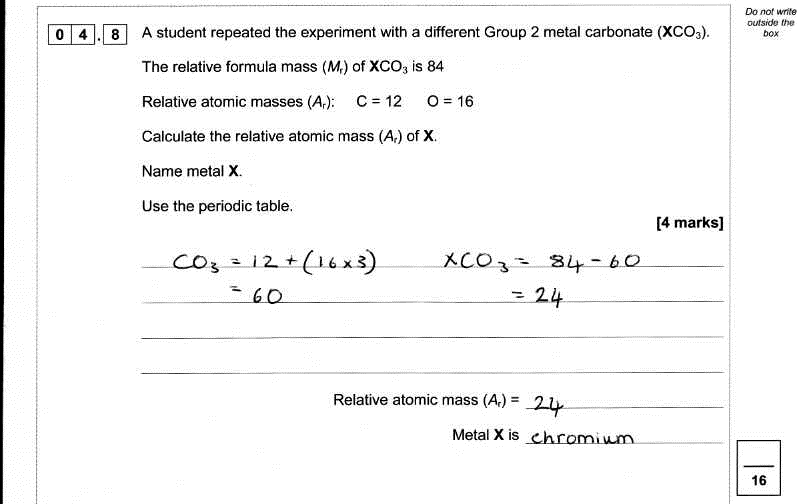 Do not write
outside the
box
0 4 . 8 A student repeated the experiment with a different Group 2 metal carbonate (XCO₃).
The relative formula mass (Mᵣ) of XCO₃ is 84
Relative atomic masses (Aᵣ): C = 12 O = 16
Calculate the relative atomic mass (Aᵣ) of X.
Name metal X.
Use the periodic table.
[4 marks]
CO₃ = 12 + (16 x 3) XCO₃ = 84 - 60
= 60 = 24
Relative atomic mass (Aᵣ) = 24
Metal X is chromium
16